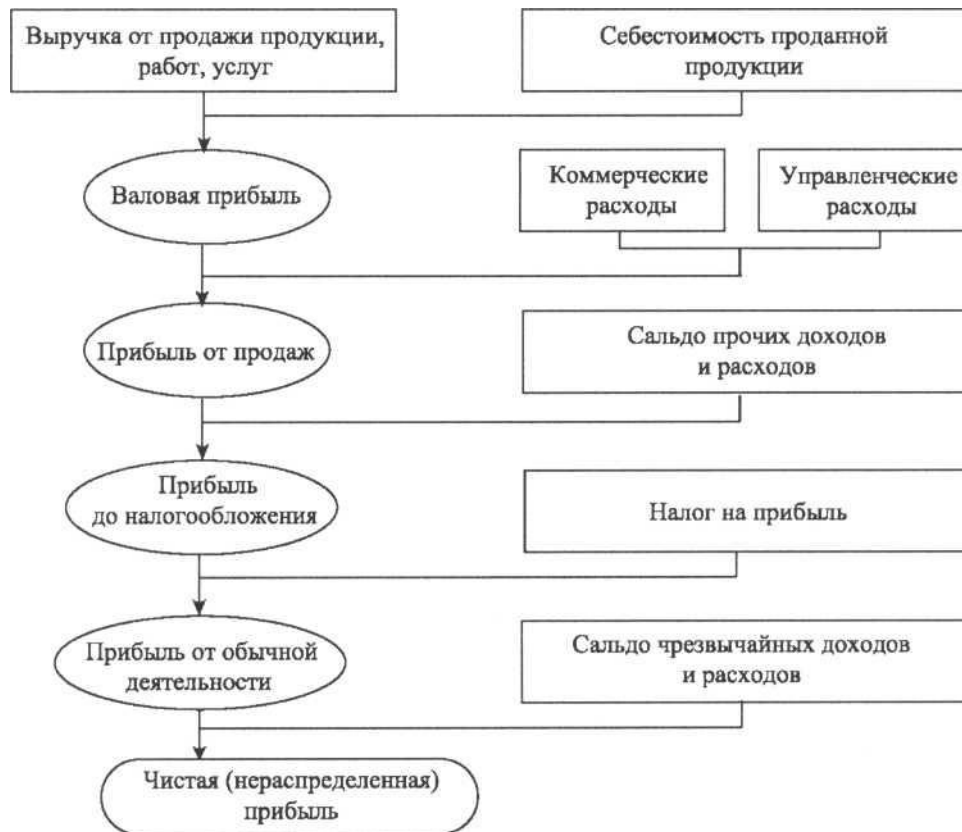 Выручка от продажи продукции,
работ, услуг
Себестоимость проданной
продукции
Валовая прибыль
Коммерческие
расходы
Управленческие
расходы
Прибыль от продаж
Сальдо прочих доходов
и расходов
Прибыль
до налогообложения
Налог на прибыль
Прибыль от обычной
деятельности
Сальдо чрезвычайных доходов
и расходов
Чистая (нераспределенная)
прибыль